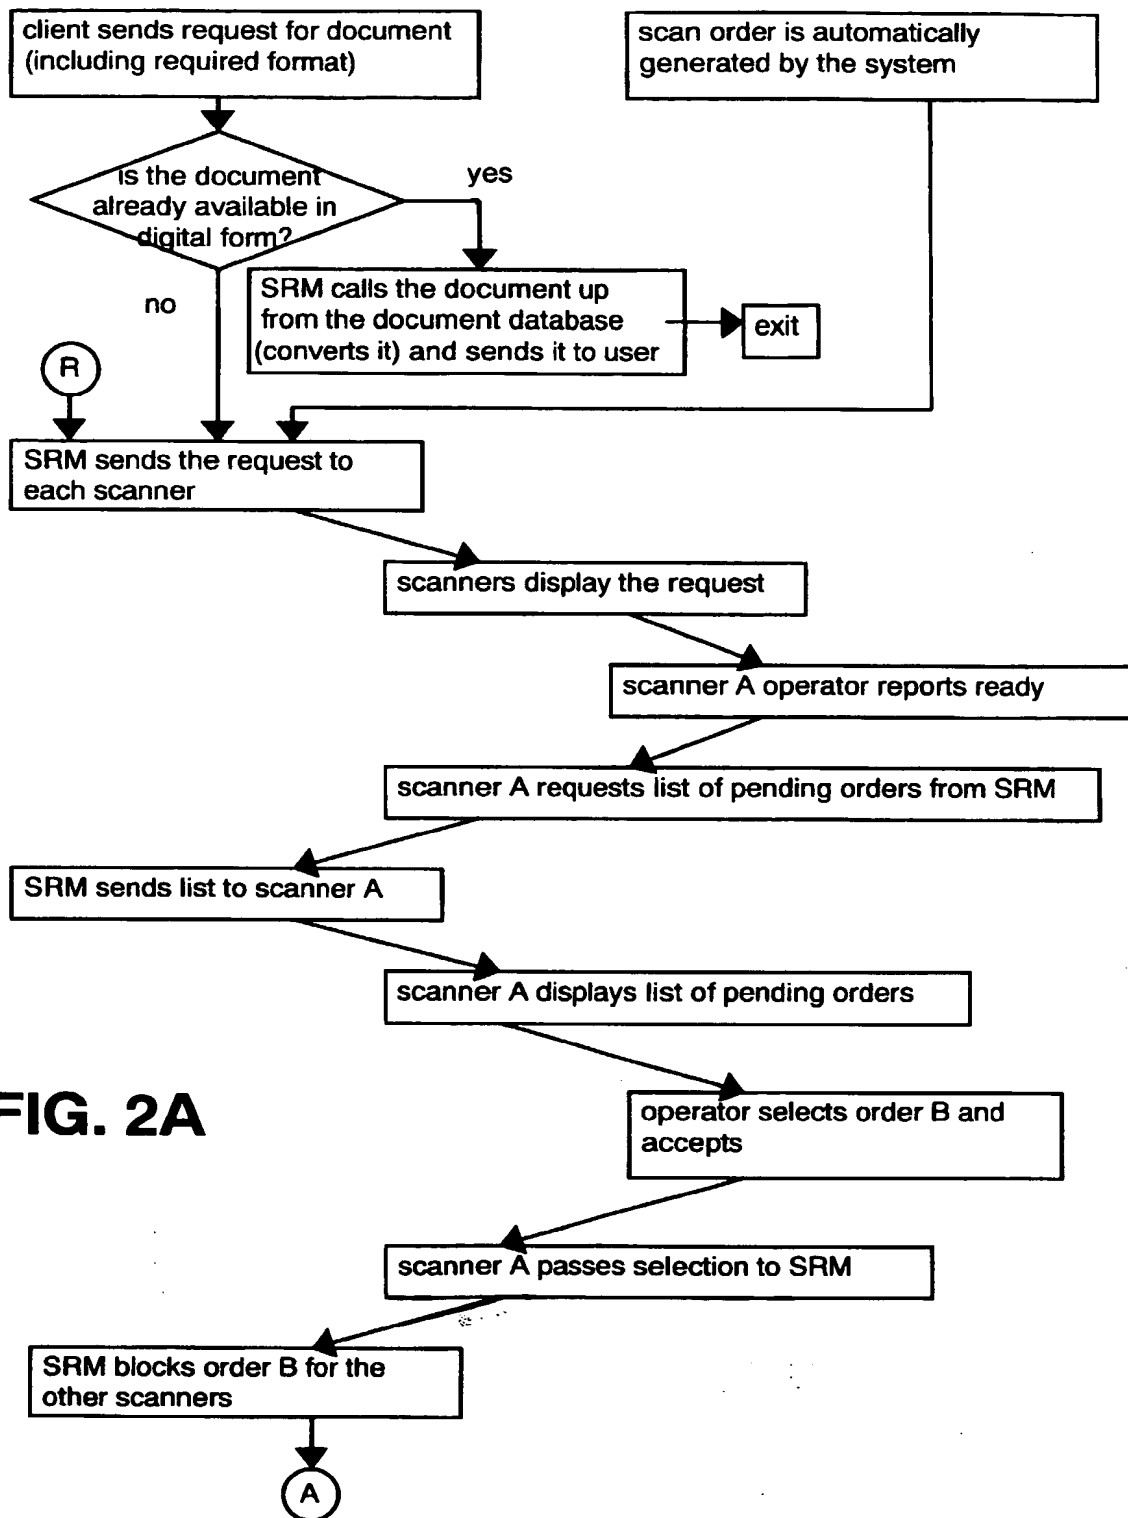 client sends request for document
(including required format)
scan order is automatically
generated by the system
is the document
already available in
digital form?
yes
no
SRM calls the document up
from the document database
(converts it) and sends it to user
exit
R
SRM sends the request to
each scanner
scanners display the request
scanner A operator reports ready
scanner A requests list of pending orders from SRM
SRM sends list to scanner A
scanner A displays list of pending orders
FIG. 2A
operator selects order B and
accepts
scanner A passes selection to SRM
SRM blocks order B for the
other scanners
A